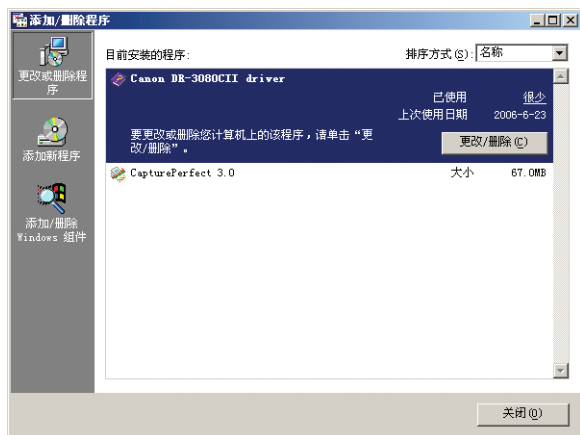 添加/删除程序
更改或删除程
序
添加新程序
添加/删除
Windows 组件
目前安装的程序:
排序方式(S): 名称
Canon DR-3080CII driver
已使用 很少
上次使用日期 2006-6-23
要更改或删除您计算机上的该程序，请单击“更
改/删除”。
更改/删除(C)
CapturePerfect 3.0 大小 67.0MB
关闭(O)